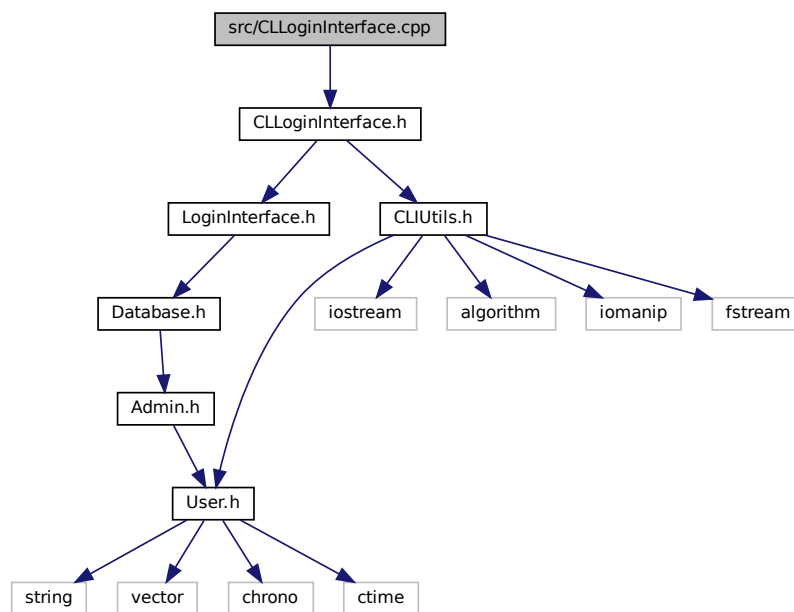 src/CLLoginInterface.cpp
CLLoginInterface.h
LoginInterface.h
CLIUtils.h
Database.h
iostream
algorithm
iomanip
fstream
Admin.h
User.h
string
vector
chrono
ctime